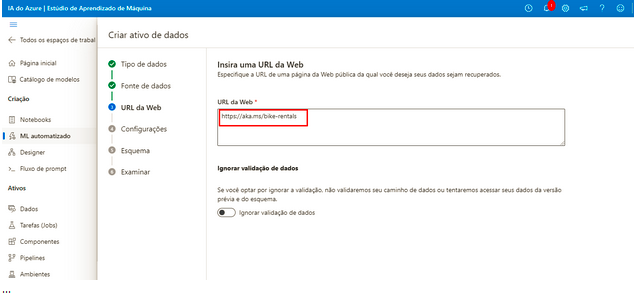 IA do Azure | Estúdio de Aprendizado de Máquina
1
Todos os espaços de trabal
Página inicial
Catálogo de modelos
Criação
Notebooks
ML automatizado
Designer
Fluxo de prompt
Ativos
Dados
Tarefas (Jobs)
Componentes
Pipelines
Ambientes
Criar ativo de dados
Tipo de dados
Fonte de dados
3 URL da Web
4 Configurações
5 Esquema
6 Examinar
Insira uma URL da Web
Especifique a URL de uma página da Web pública da qual você deseja seus dados sejam recuperados.
URL da Web *
https://aka.ms/bike-rentals
Ignorar validação de dados
Se você optar por ignorar a validação, não validaremos seu caminho de dados ou tentaremos acessar seus dados da versão
prévia e do esquema.
Ignorar validação de dados
...